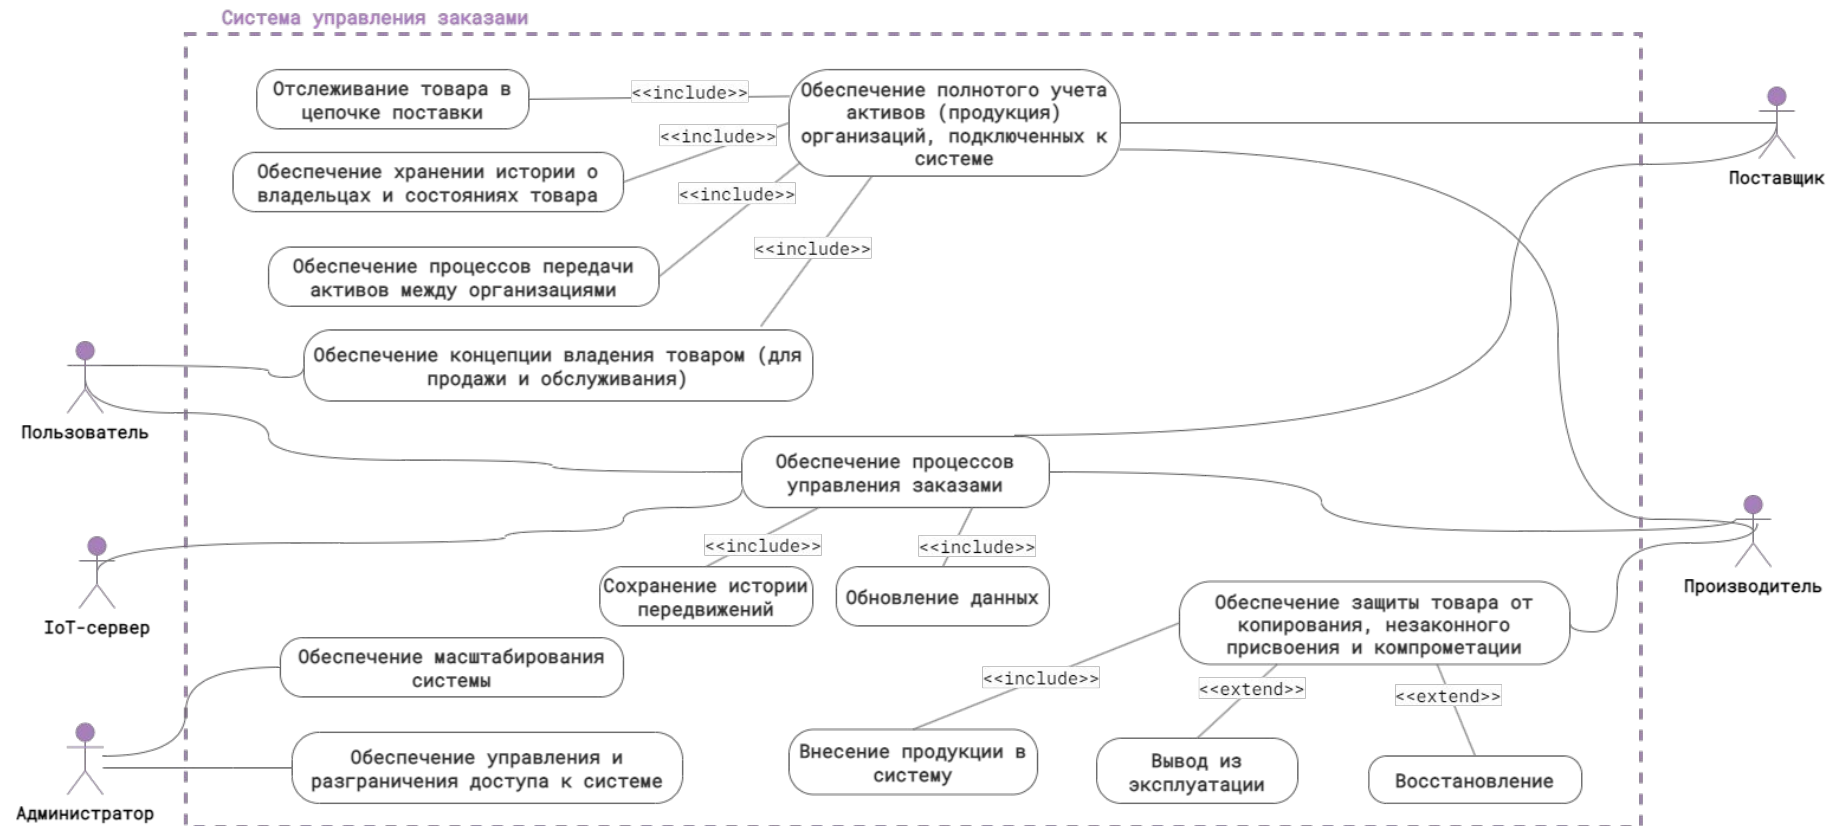 Система управления заказами
Отслеживание товара в
цепочке поставки
<<include>>
Обеспечение полнотого учета
активов (продукция)
организаций, подключенных к
системе
<<include>>
Обеспечение хранении истории о
владельцах и состояниях товара
<<include>>
Поставщик
<<include>>
Обеспечение процессов передачи
активов между организациями
Обеспечение концепции владения товаром (для
продажи и обслуживания)
Пользователь
Обеспечение процессов
управления заказами
<<include>>
<<include>>
Сохранение истории
передвижений
Обновление данных
Производитель
IoT-сервер
Обеспечение защиты товара от
копирования, незаконного
присвоения и компрометации
Обеспечение масштабирования
системы
<<include>>
<<extend>>
<<extend>>
Обеспечение управления и
разграничения доступа к системе
Внесение продукции в
систему
Вывод из
эксплуатации
Восстановление
Администратор